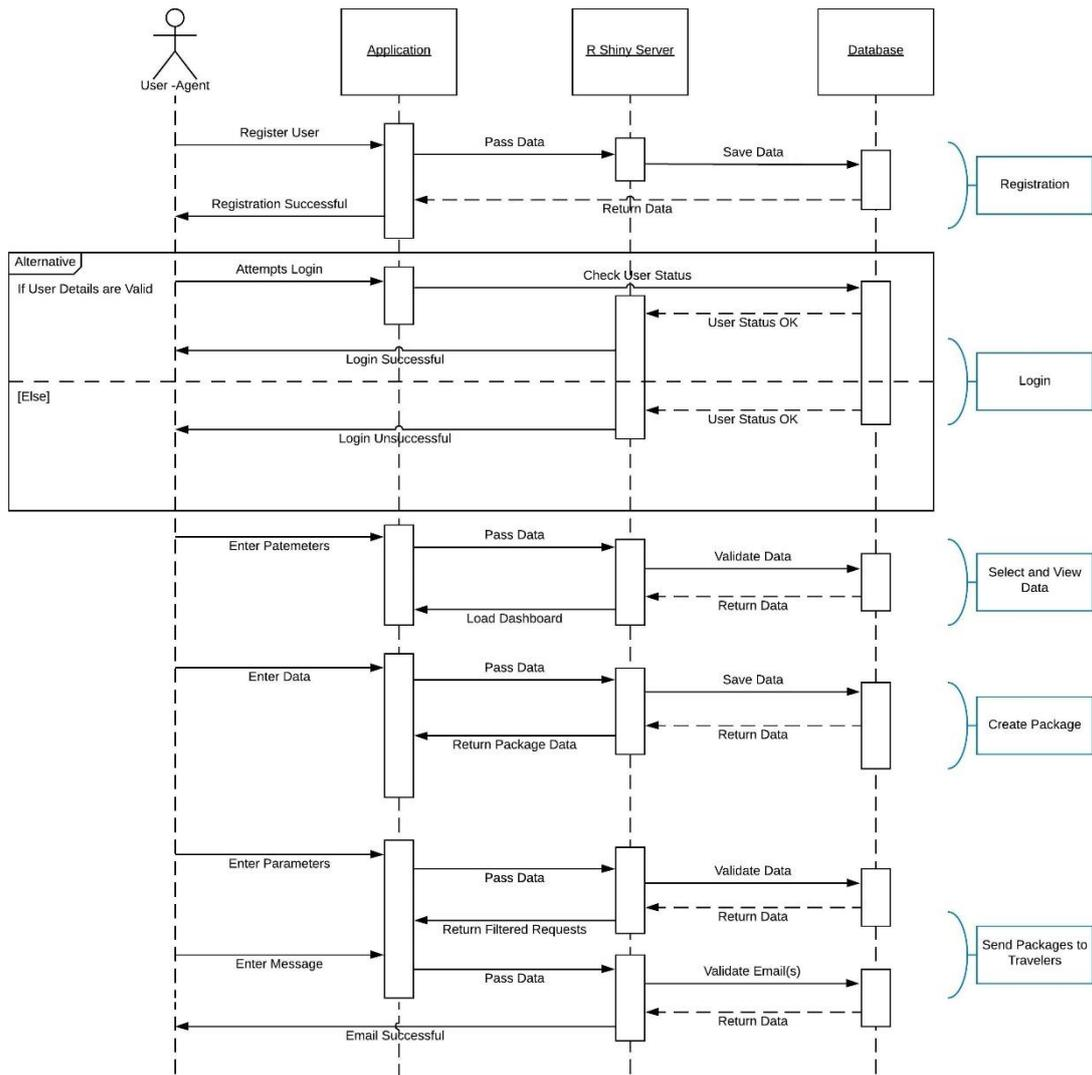 User -Agent
Application
R Shiny Server
Database
Register User
Pass Data
Save Data
Registration Successful
Return Data
Registration
Alternative
If User Details are Valid
Attempts Login
Check User Status
User Status OK
Login Successful
Login
[Else]
User Status OK
Login Unsuccessful
Enter Patemeters
Pass Data
Validate Data
Return Data
Load Dashboard
Select and View
Data
Enter Data
Pass Data
Save Data
Return Data
Return Package Data
Create Package
Enter Parameters
Pass Data
Validate Data
Return Data
Return Filtered Requests
Enter Message
Pass Data
Validate Email(s)
Return Data
Email Successful
Send Packages to
Travelers